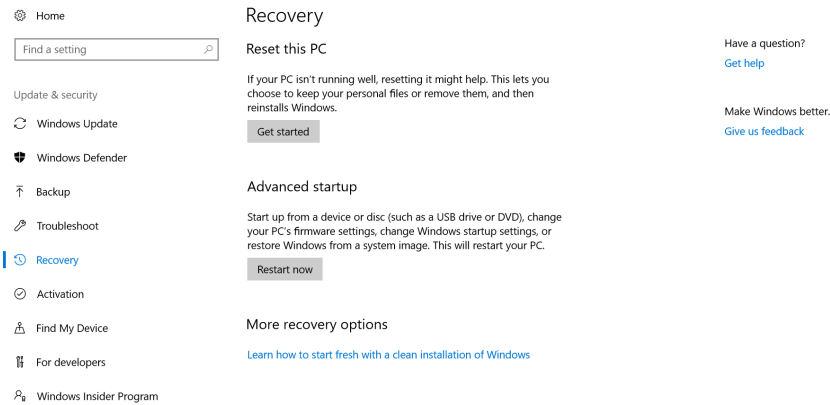 Home
Find a setting
Update & security
Windows Update
Windows Defender
Backup
Troubleshoot
Recovery
Activation
Find My Device
For developers
Windows Insider Program
Recovery
Reset this PC
If your PC isn't running well, resetting it might help. This lets you
choose to keep your personal files or remove them, and then
reinstalls Windows.
Get started
Advanced startup
Start up from a device or disc (such as a USB drive or DVD), change
your PC's firmware settings, change Windows startup settings, or
restore Windows from a system image. This will restart your PC.
Restart now
More recovery options
Learn how to start fresh with a clean installation of Windows
Have a question?
Get help
Make Windows better.
Give us feedback